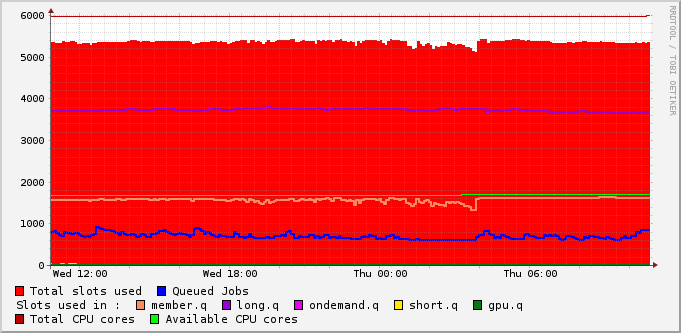 6000
5000
4000
3000
2000
1000
0
Wed 12:00 Wed 18:00 Thu 00:00 Thu 06:00
Total slots used Queued Jobs
Slots used in : member.q long.q ondemand.q short.q gpu.q
Total CPU cores Available CPU cores
RRDTOOL / TOBI OETIKER